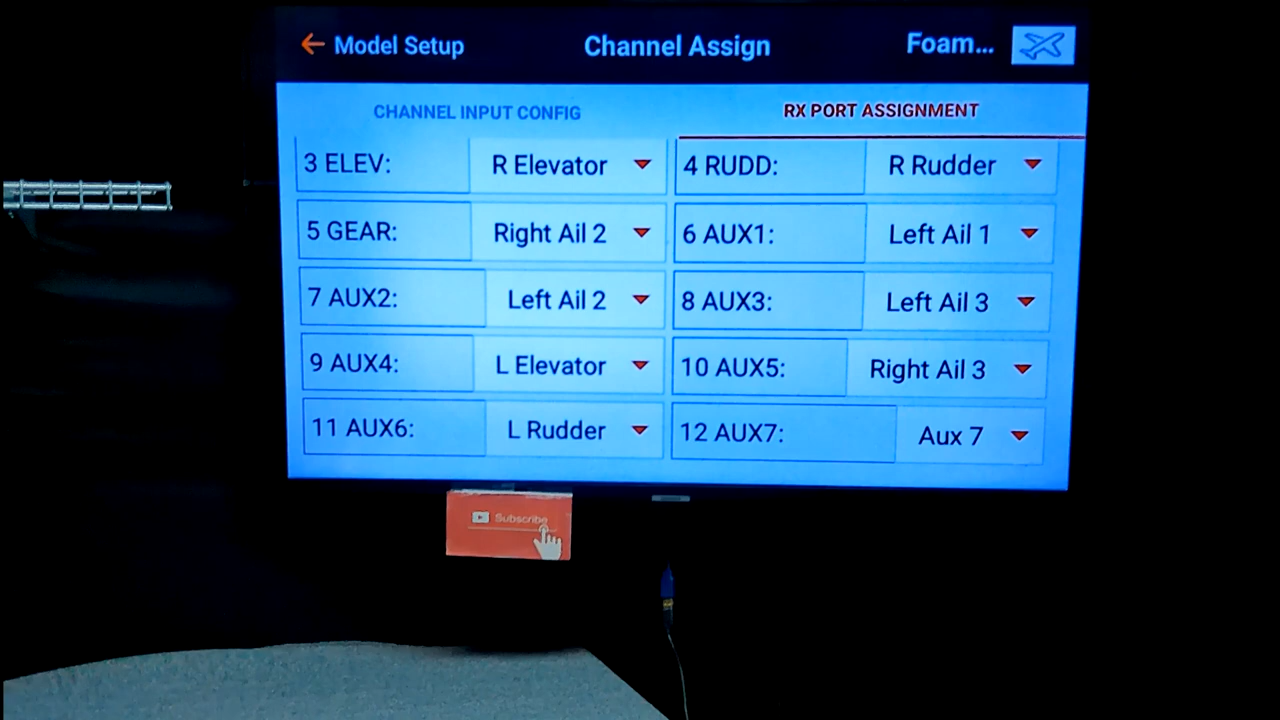 Model Setup Channel Assign Foam...
CHANNEL INPUT CONFIG RX PORT ASSIGNMENT
3 ELEV: R Elevator 4 RUDD: R Rudder
5 GEAR: Right Ail 2 6 AUX1: Left Ail 1
7 AUX2: Left Ail 2 8 AUX3: Left Ail 3
9 AUX4: L Elevator 10 AUX5: Right Ail 3
11 AUX6: L Rudder 12 AUX7: Aux 7
Subscribe